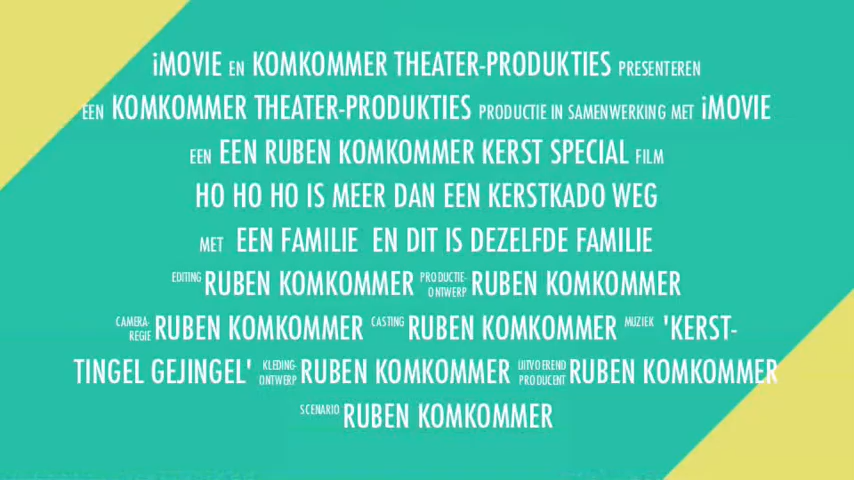 iMOVIE EN KOMKOMMER THEATER-PRODUKTIES PRESENTEREN
EEN KOMKOMMER THEATER-PRODUKTIES PRODUCTIE IN SAMENWERKING MET iMOVIE
EEN EEN RUBEN KOMKOMMER KERST SPECIAL FILM
HO HO HO IS MEER DAN EEN KERSTKADO WEG
MET EEN FAMILIE EN DIT IS DEZELFDE FAMILIE
EDITING RUBEN KOMKOMMER PRODUCTIE-ONTWERP RUBEN KOMKOMMER
CAMERA-REGIE RUBEN KOMKOMMER CASTING RUBEN KOMKOMMER MUZIEK 'KERST-
TINGEL GEJINGEL' KLEDING-ONTWERP RUBEN KOMKOMMER UITVOEREND PRODUCENT RUBEN KOMKOMMER
SCENARIO RUBEN KOMKOMMER